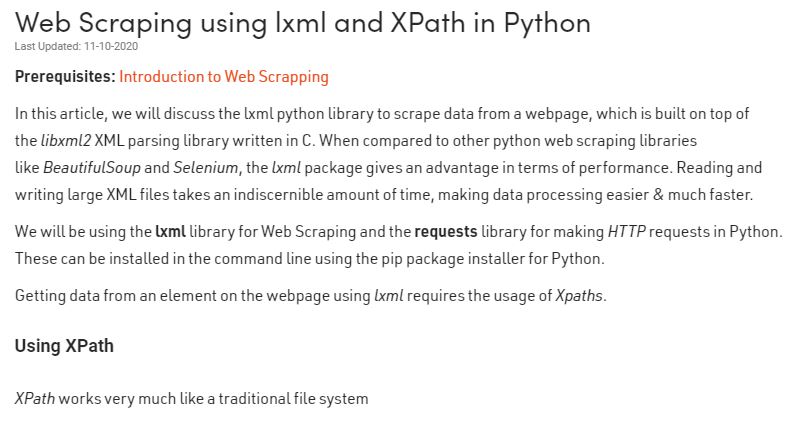 Web Scraping using lxml and XPath in Python
Last Updated: 11-10-2020
Prerequisites: Introduction to Web Scrapping
In this article, we will discuss the lxml python library to scrape data from a webpage, which is built on top of
the libxml2 XML parsing library written in C. When compared to other python web scraping libraries
like BeautifulSoup and Selenium, the lxml package gives an advantage in terms of performance. Reading and
writing large XML files takes an indiscernible amount of time, making data processing easier & much faster.
We will be using the lxml library for Web Scraping and the requests library for making HTTP requests in Python.
These can be installed in the command line using the pip package installer for Python.
Getting data from an element on the webpage using lxml requires the usage of Xpaths.
Using XPath
XPath works very much like a traditional file system